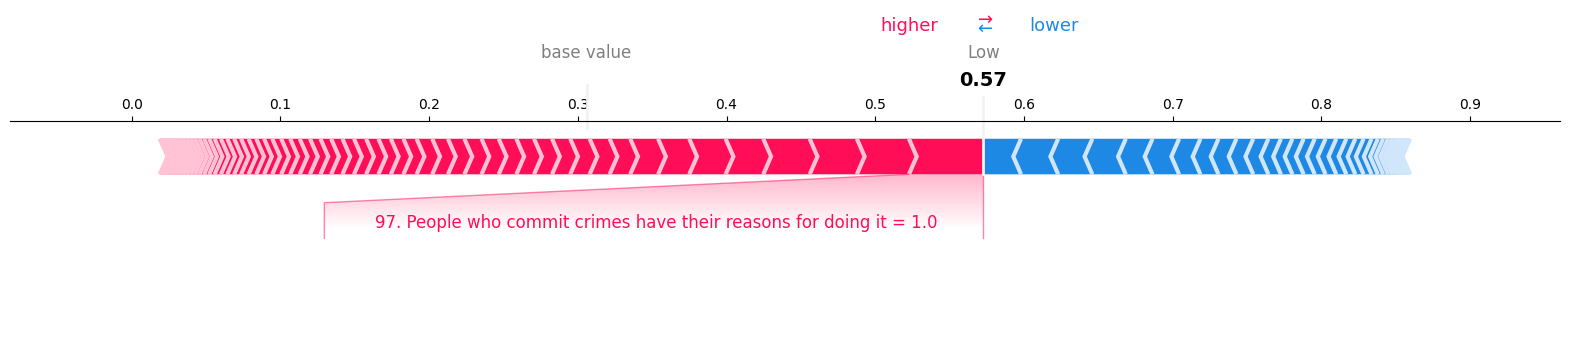 higher ⇄ lower
base value Low
0.57
0.0 0.1 0.2 0.3 0.4 0.5 0.6 0.7 0.8 0.9
97. People who commit crimes have their reasons for doing it = 1.0